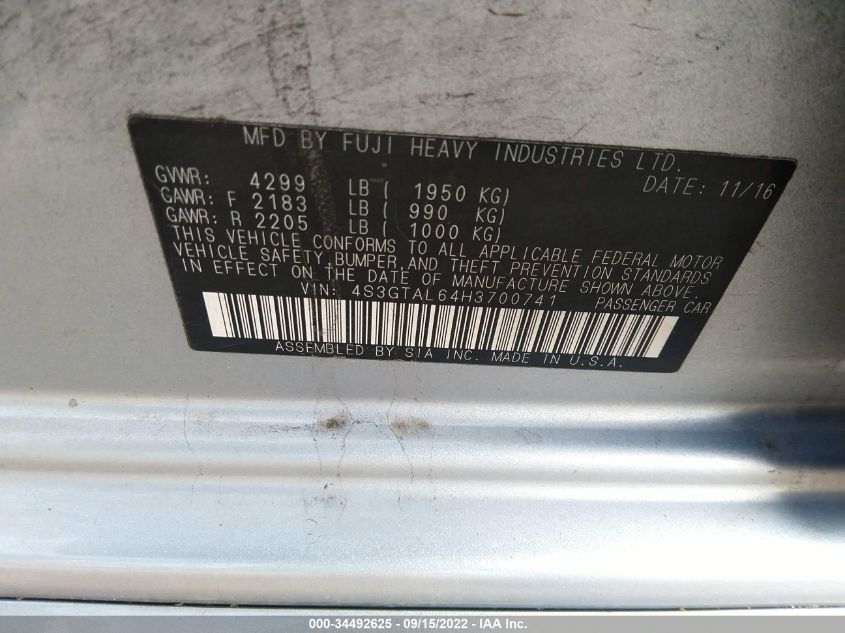 MFD BY FUJI HEAVY INDUSTRIES LTD.
GVWR: 4299 LB ( 1950 KG) DATE: 11/16
GAWR: F 2183 LB ( 990 KG)
GAWR: R 2205 LB ( 1000 KG)
THIS VEHICLE CONFORMS TO ALL APPLICABLE FEDERAL MOTOR
VEHICLE SAFETY,BUMPER,AND THEFT PREVENTION STANDARDS
IN EFFECT ON THE DATE OF MANUFACTURE SHOWN ABOVE.
VIN: 4S3GTAL64H3700741 PASSENGER CAR
ASSEMBLED BY SIA INC. MADE IN U.S.A.
000-34492625 - 09/15/2022 - IAA Inc.